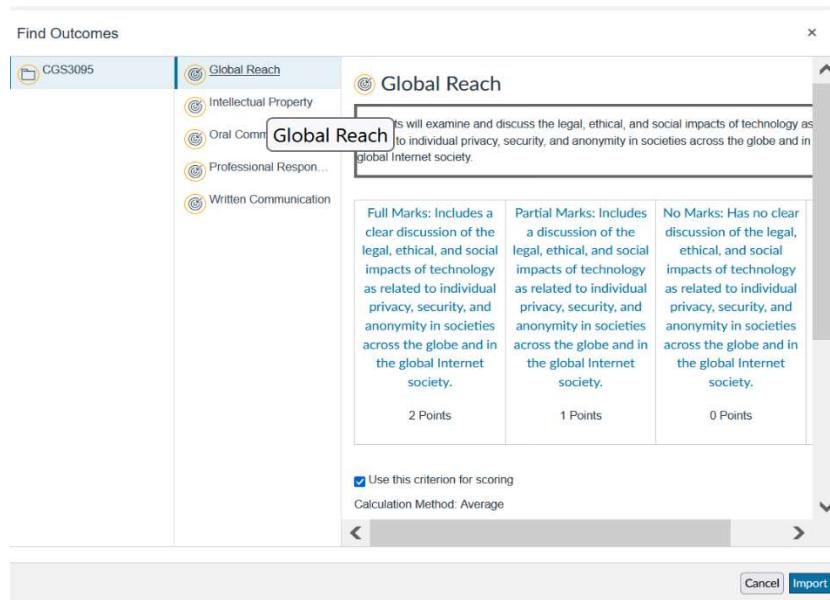 Find Outcomes
×
CGS3095
Global Reach
Intellectual Property
Oral Comm
Professional Respon...
Written Communication
Global Reach
Global Reach
ts will examine and discuss the legal, ethical, and social impacts of technology as
to individual privacy, security, and anonymity in societies across the globe and in
global Internet society.
Full Marks: Includes a
clear discussion of the
legal, ethical, and social
impacts of technology
as related to individual
privacy, security, and
anonymity in societies
across the globe and in
the global Internet
society.
2 Points
Partial Marks: Includes
a discussion of the
legal, ethical, and social
impacts of technology
as related to individual
privacy, security, and
anonymity in societies
across the globe and in
the global Internet
society.
1 Points
No Marks: Has no clear
discussion of the legal,
ethical, and social
impacts of technology
as related to individual
privacy, security, and
anonymity in societies
across the globe and in
the global Internet
society.
0 Points
Use this criterion for scoring
Calculation Method: Average
Cancel
Import